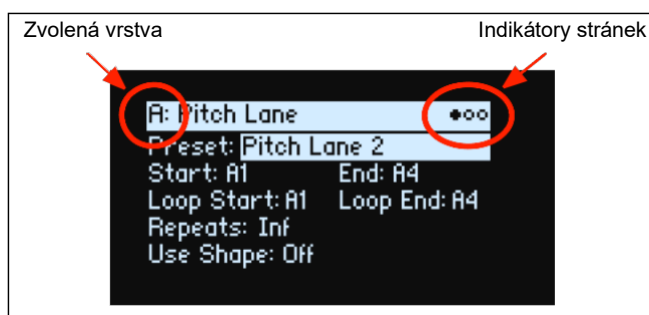 Zvolená vrstva Indikátory stránek
A: Pitch Lane
Preset: Pitch Lane 2
Start: A1 End: A4
Loop Start: A1 Loop End: A4
Repeats: Inf
Use Shape: Off